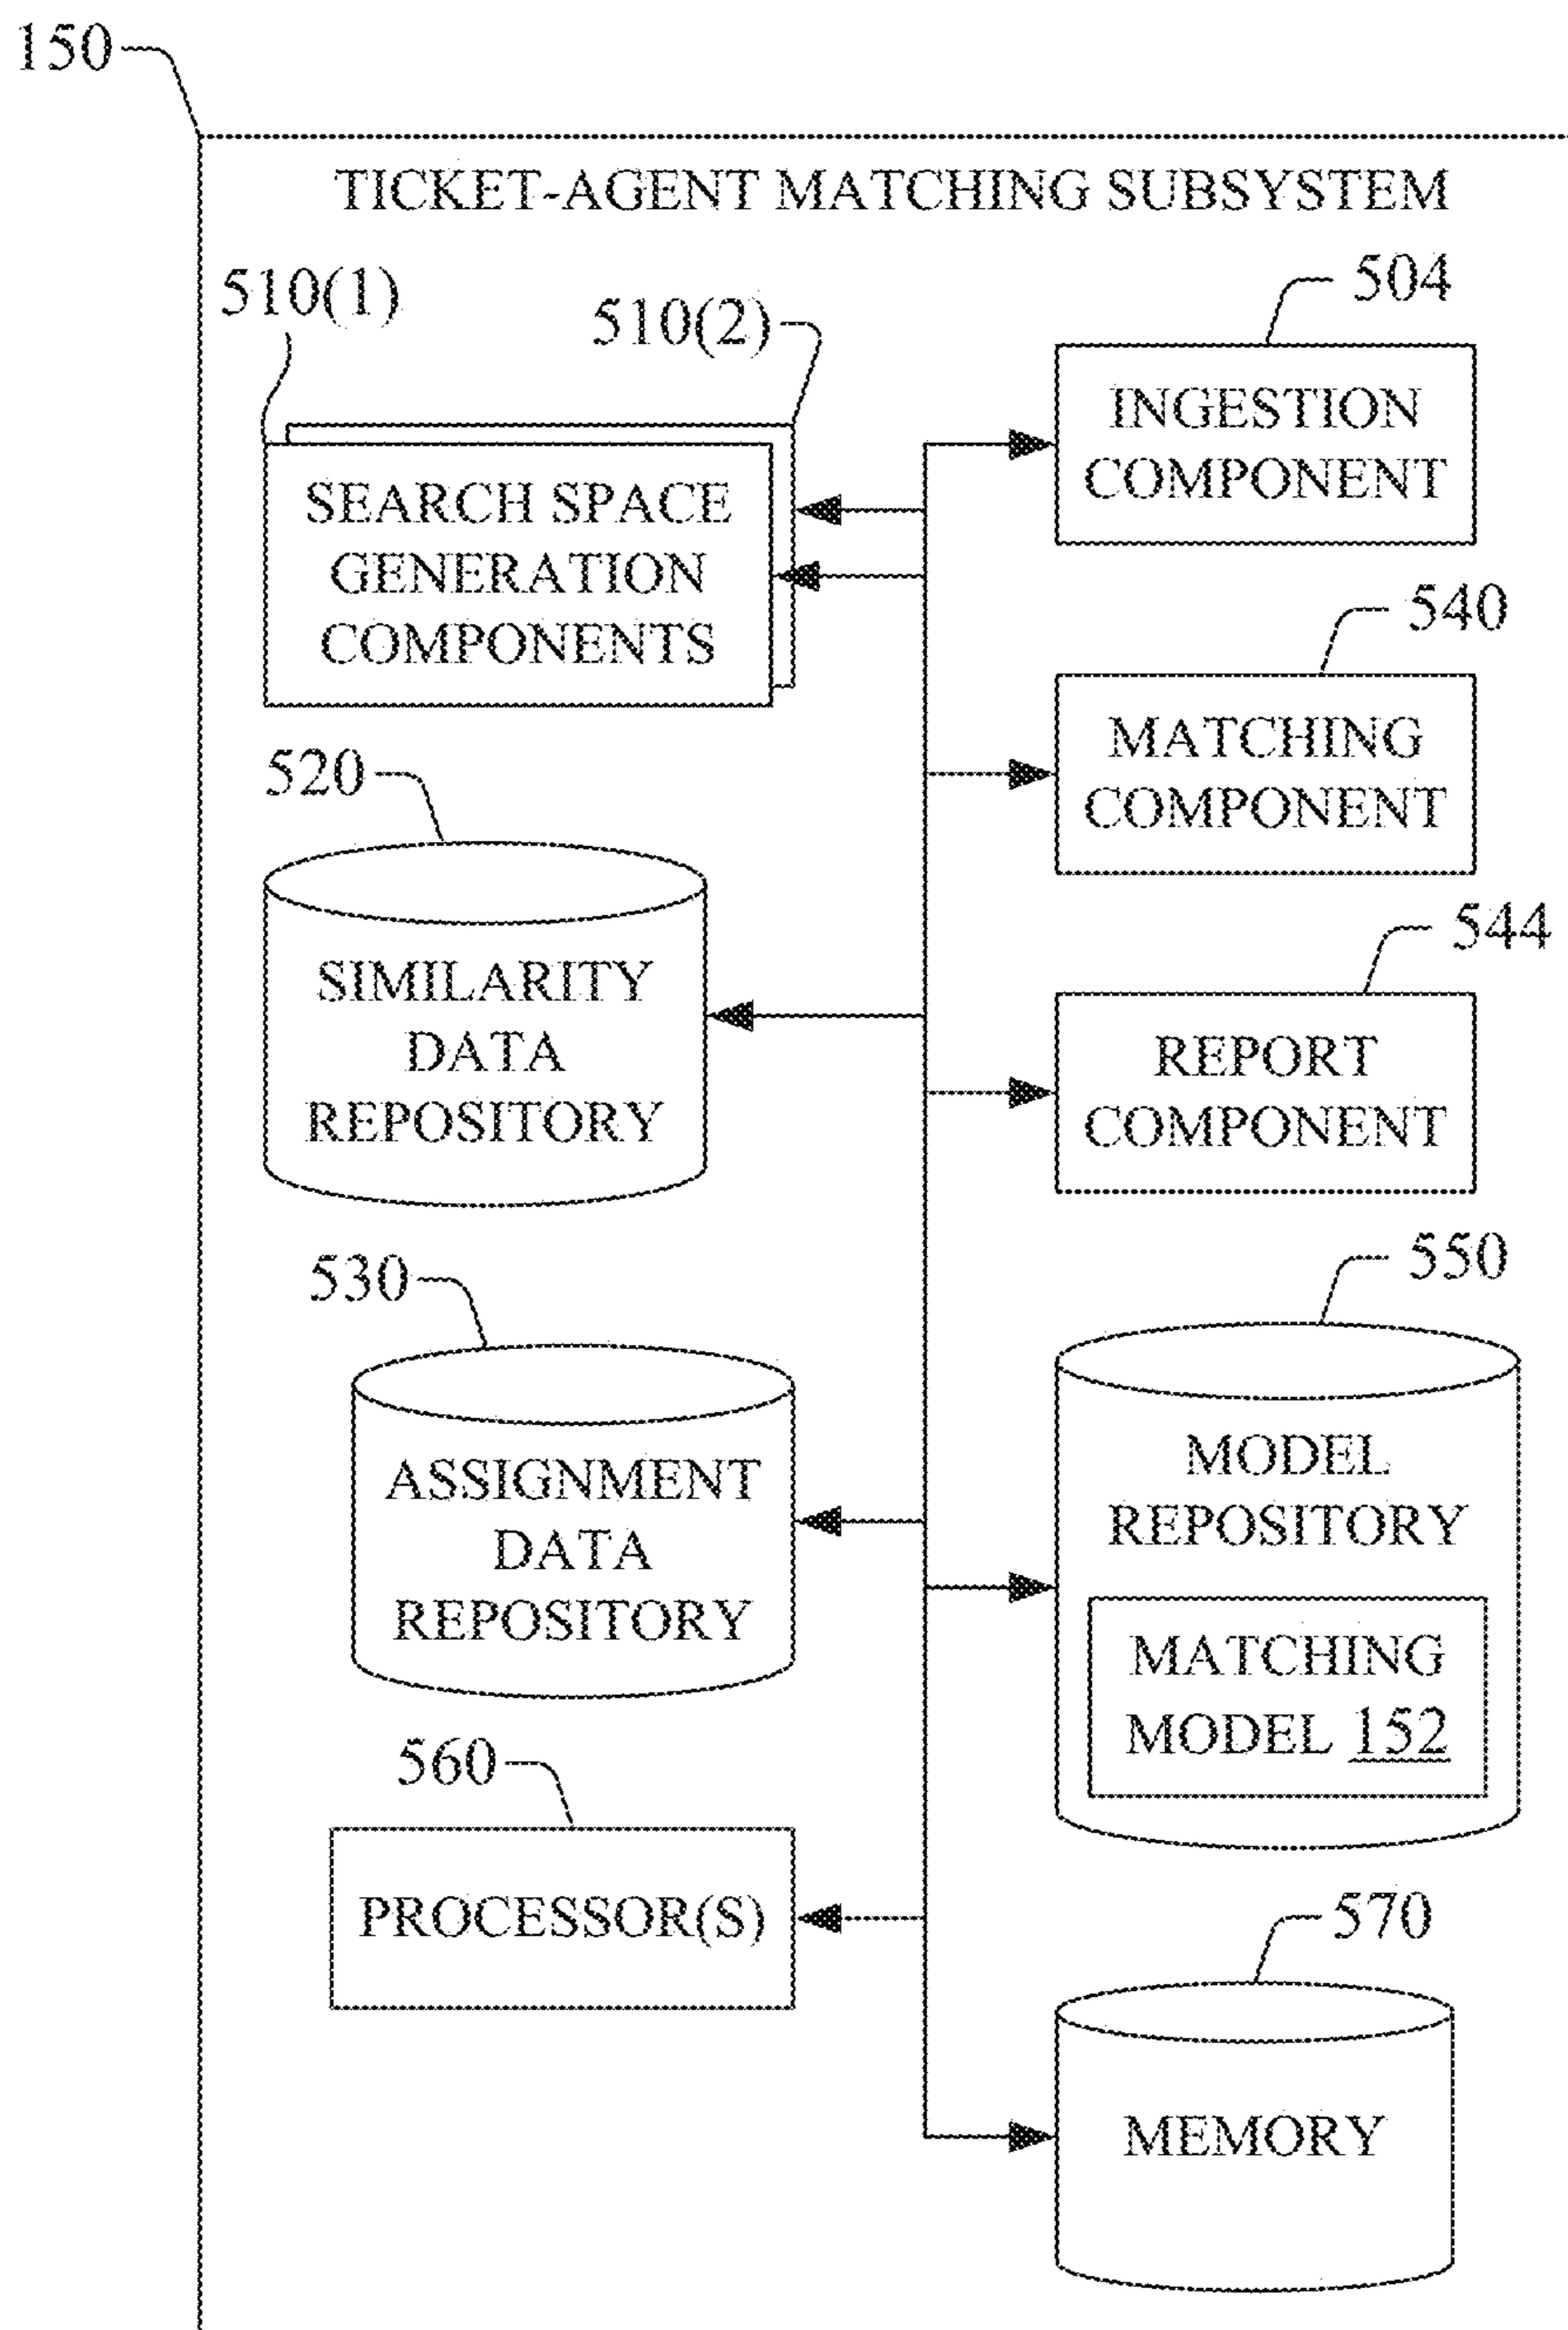 150
TICKET-AGENT MATCHING SUBSYSTEM
510(1)
510(2)
504
SEARCH SPACE
GENERATION
COMPONENTS
INGESTION
COMPONENT
540
MATCHING
COMPONENT
520
SIMILARITY
DATA
REPOSITORY
544
REPORT
COMPONENT
530
ASSIGNMENT
DATA
REPOSITORY
550
MODEL
REPOSITORY
MATCHING
MODEL 152
560
PROCESSOR(S)
570
MEMORY